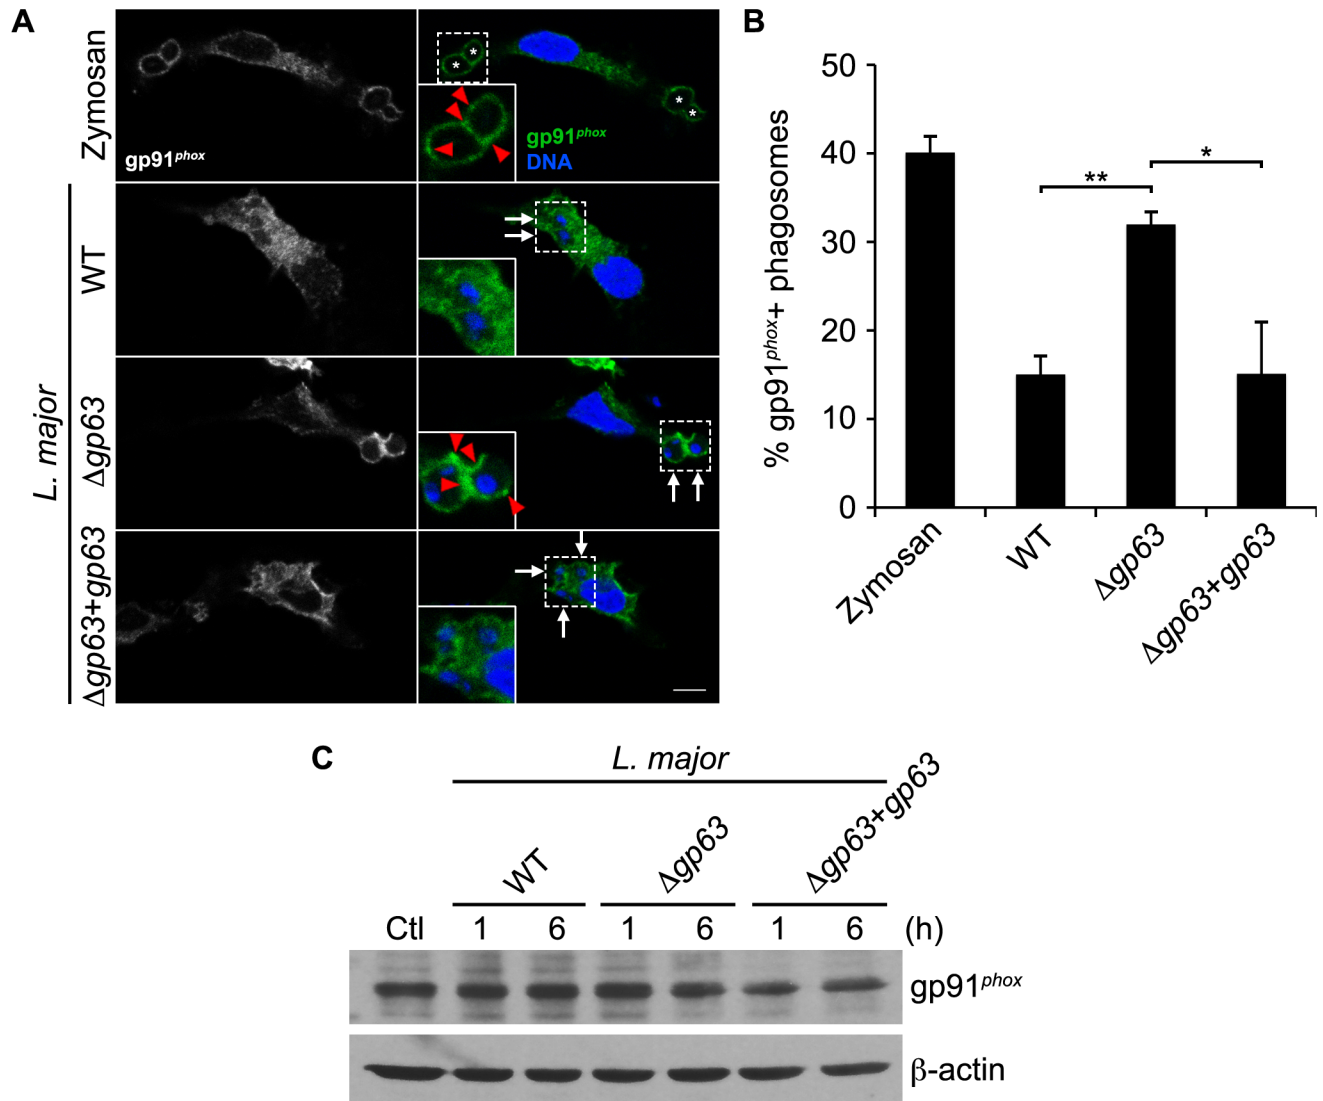 A
Zymosan
gp91phox
* *
* *
gp91phox
DNA
L. major
WT
Δgp63
Δgp63+gp63
B
% gp91phox+ phagosomes
50
40
30
20
10
0
**
*
Zymosan
WT
Δgp63
Δgp63+gp63
C
L. major
WT
Δgp63
Δgp63+gp63
Ctl 1 6 1 6 1 6 (h)
gp91phox
β-actin